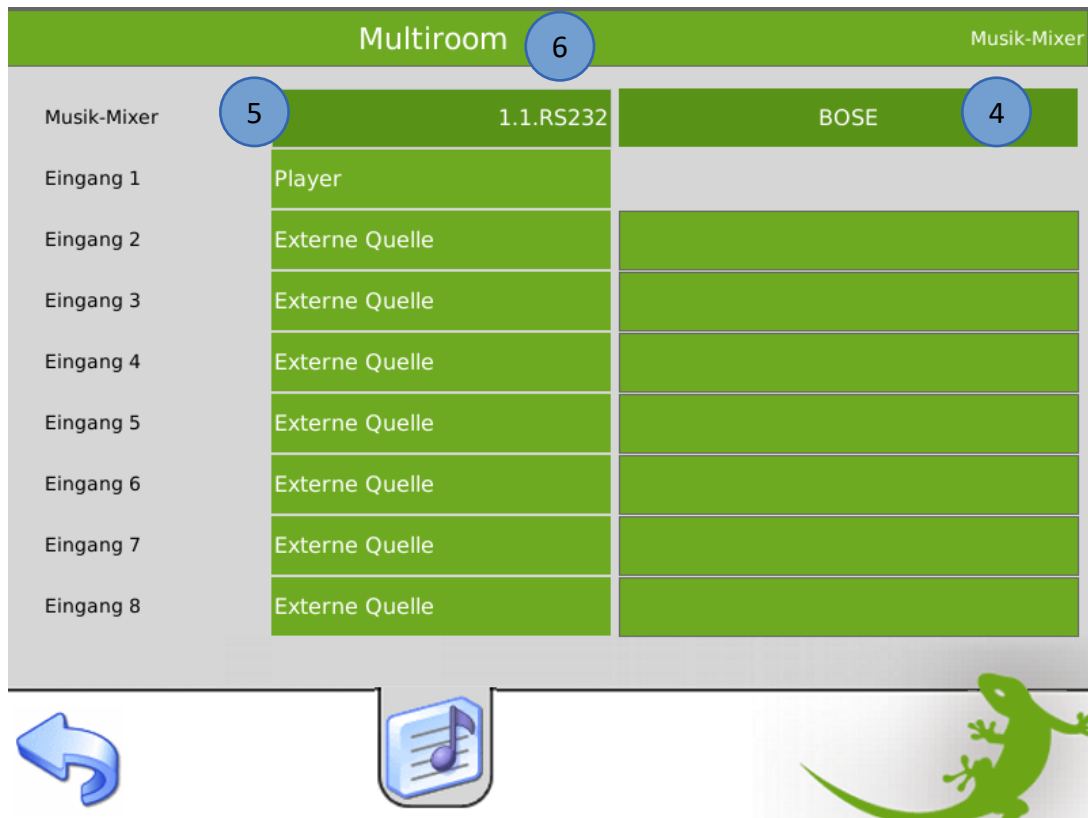 Multiroom 6 Musik-Mixer
Musik-Mixer 5 1.1.RS232 BOSE 4
Eingang 1 Player
Eingang 2 Externe Quelle
Eingang 3 Externe Quelle
Eingang 4 Externe Quelle
Eingang 5 Externe Quelle
Eingang 6 Externe Quelle
Eingang 7 Externe Quelle
Eingang 8 Externe Quelle